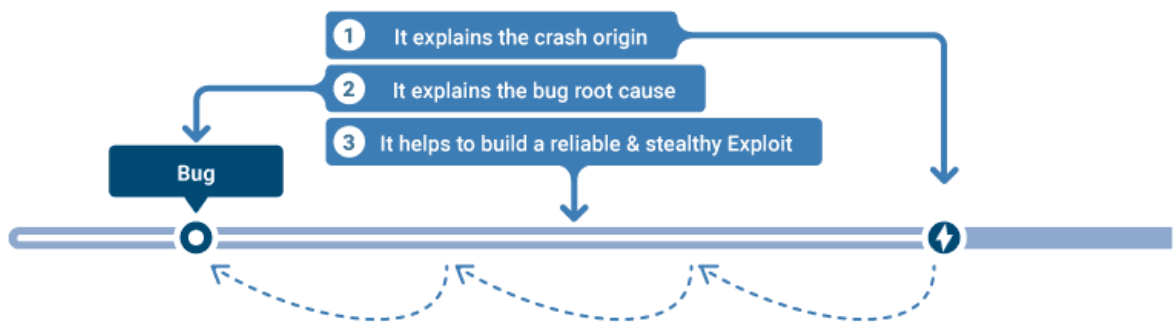 1 It explains the crash origin
2 It explains the bug root cause
3 It helps to build a reliable & stealthy Exploit
Bug